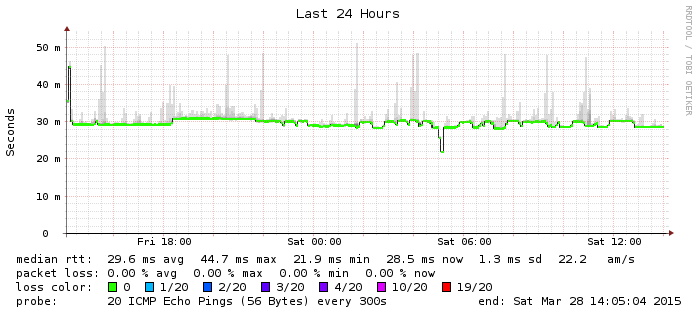 Last 24 Hours
RRDTOOL / TOBI OETIKER
Seconds
50 m
40 m
30 m
20 m
10 m
0
Fri 18:00 Sat 00:00 Sat 06:00 Sat 12:00
median rtt: 29.6 ms avg 44.7 ms max 21.9 ms min 28.5 ms now 1.3 ms sd 22.2 am/s
packet loss: 0.00 % avg 0.00 % max 0.00 % min 0.00 % now
loss color: 0 1/20 2/20 3/20 4/20 10/20 19/20
probe: 20 ICMP Echo Pings (56 Bytes) every 300s end: Sat Mar 28 14:05:04 2015